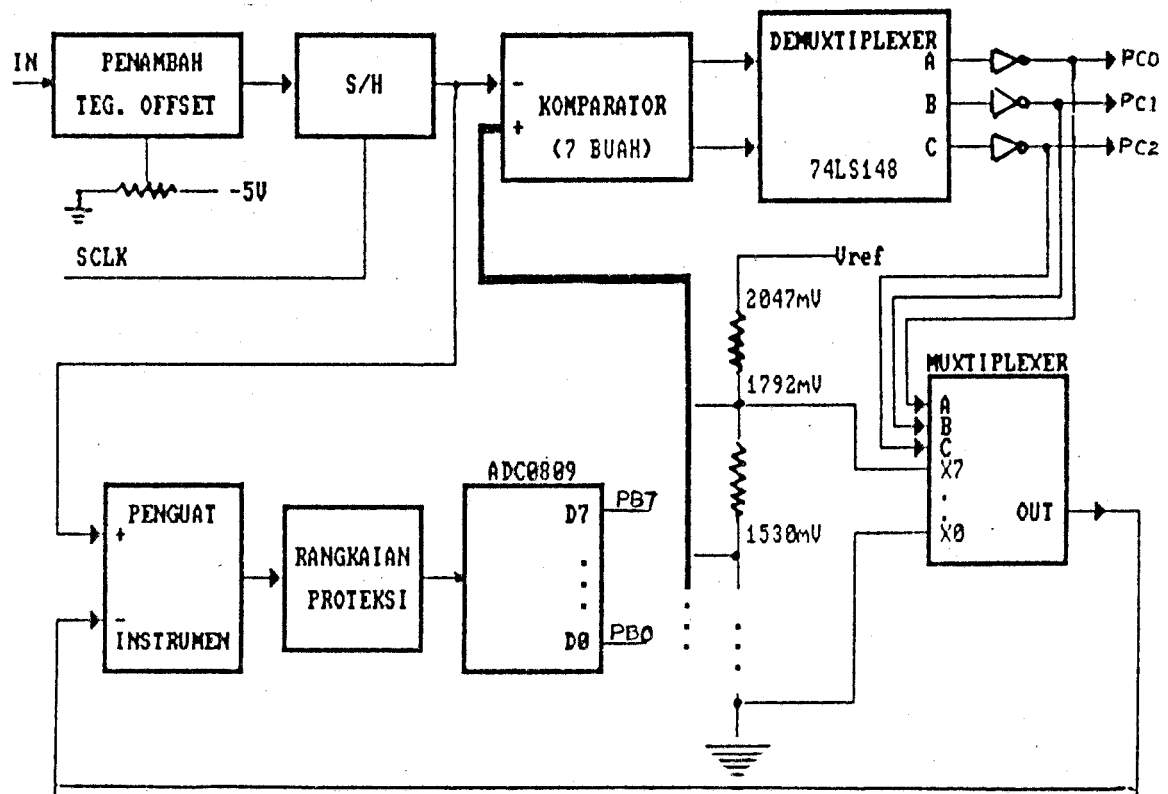 IN
PENAMBAH
TEG. OFFSET
-5V
SCLK
S/H
-
+
KOMPARATOR
(7 BUAH)
DEMUXTIPLEXER
A
B
C
74LS148
PC0
PC1
PC2
Vref
2047mV
1792mV
1530mV
MUXTIPLEXER
A
B
C
X7
.
.
X0
OUT
+
-
PENGUAT
INSTRUMEN
RANGKAIAN
PROTEKSI
ADC0809
D7
D0
PB7
PB0